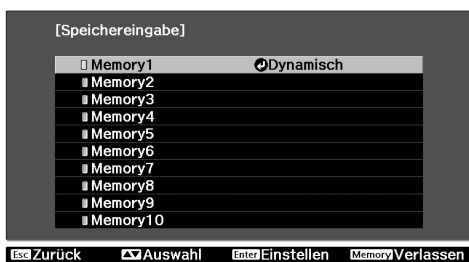 [Speichereingabe]
Memory1 Dynamisch
Memory2
Memory3
Memory4
Memory5
Memory6
Memory7
Memory8
Memory9
Memory10
Esc Zurück Auswahl Enter Einstellen Memory Verlassen